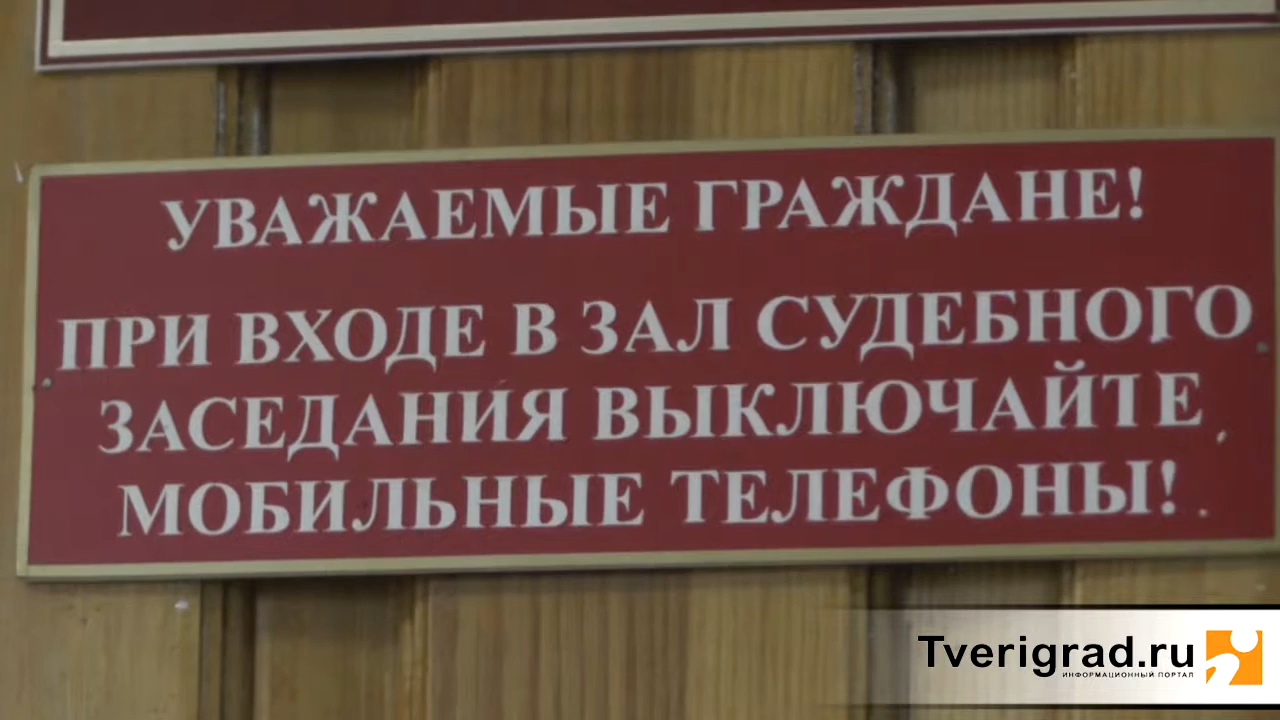 УВАЖАЕМЫЕ ГРАЖДАНЕ!
ПРИ ВХОДЕ В ЗАЛ СУДЕБНОГО
ЗАСЕДАНИЯ ВЫКЛЮЧАЙТЕ
МОБИЛЬНЫЕ ТЕЛЕФОНЫ!
Tverigrad.ru
ИНФОРМАЦИОННЫЙ ПОРТАЛ